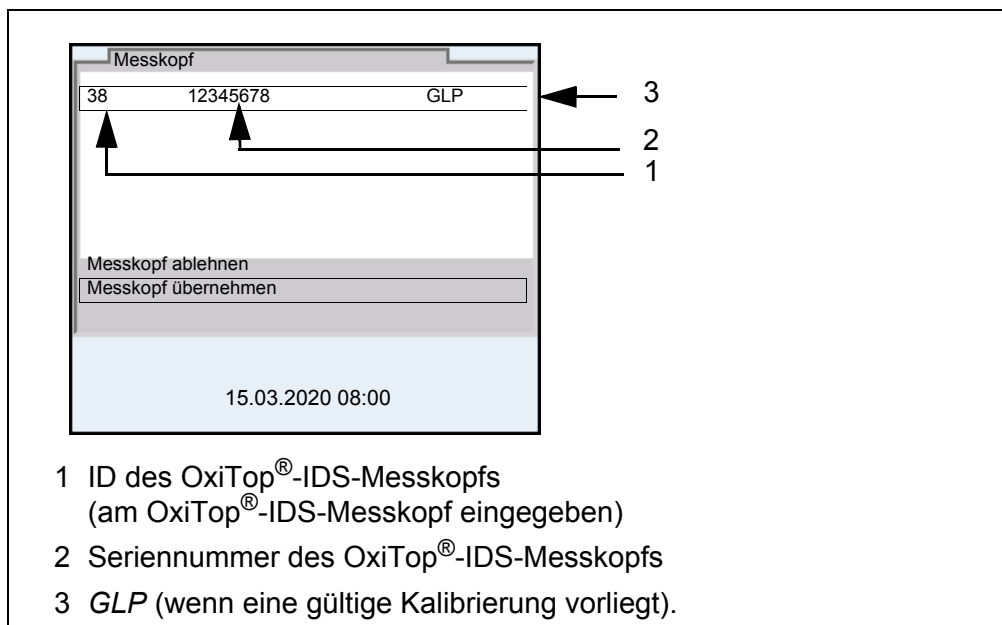 Messkopf
38 12345678 GLP
3
2
1
Messkopf ablehnen
Messkopf übernehmen
15.03.2020 08:00
1 ID des OxiTop®-IDS-Messkopfs
(am OxiTop®-IDS-Messkopf eingegeben)
2 Seriennummer des OxiTop®-IDS-Messkopfs
3 GLP (wenn eine gültige Kalibrierung vorliegt).